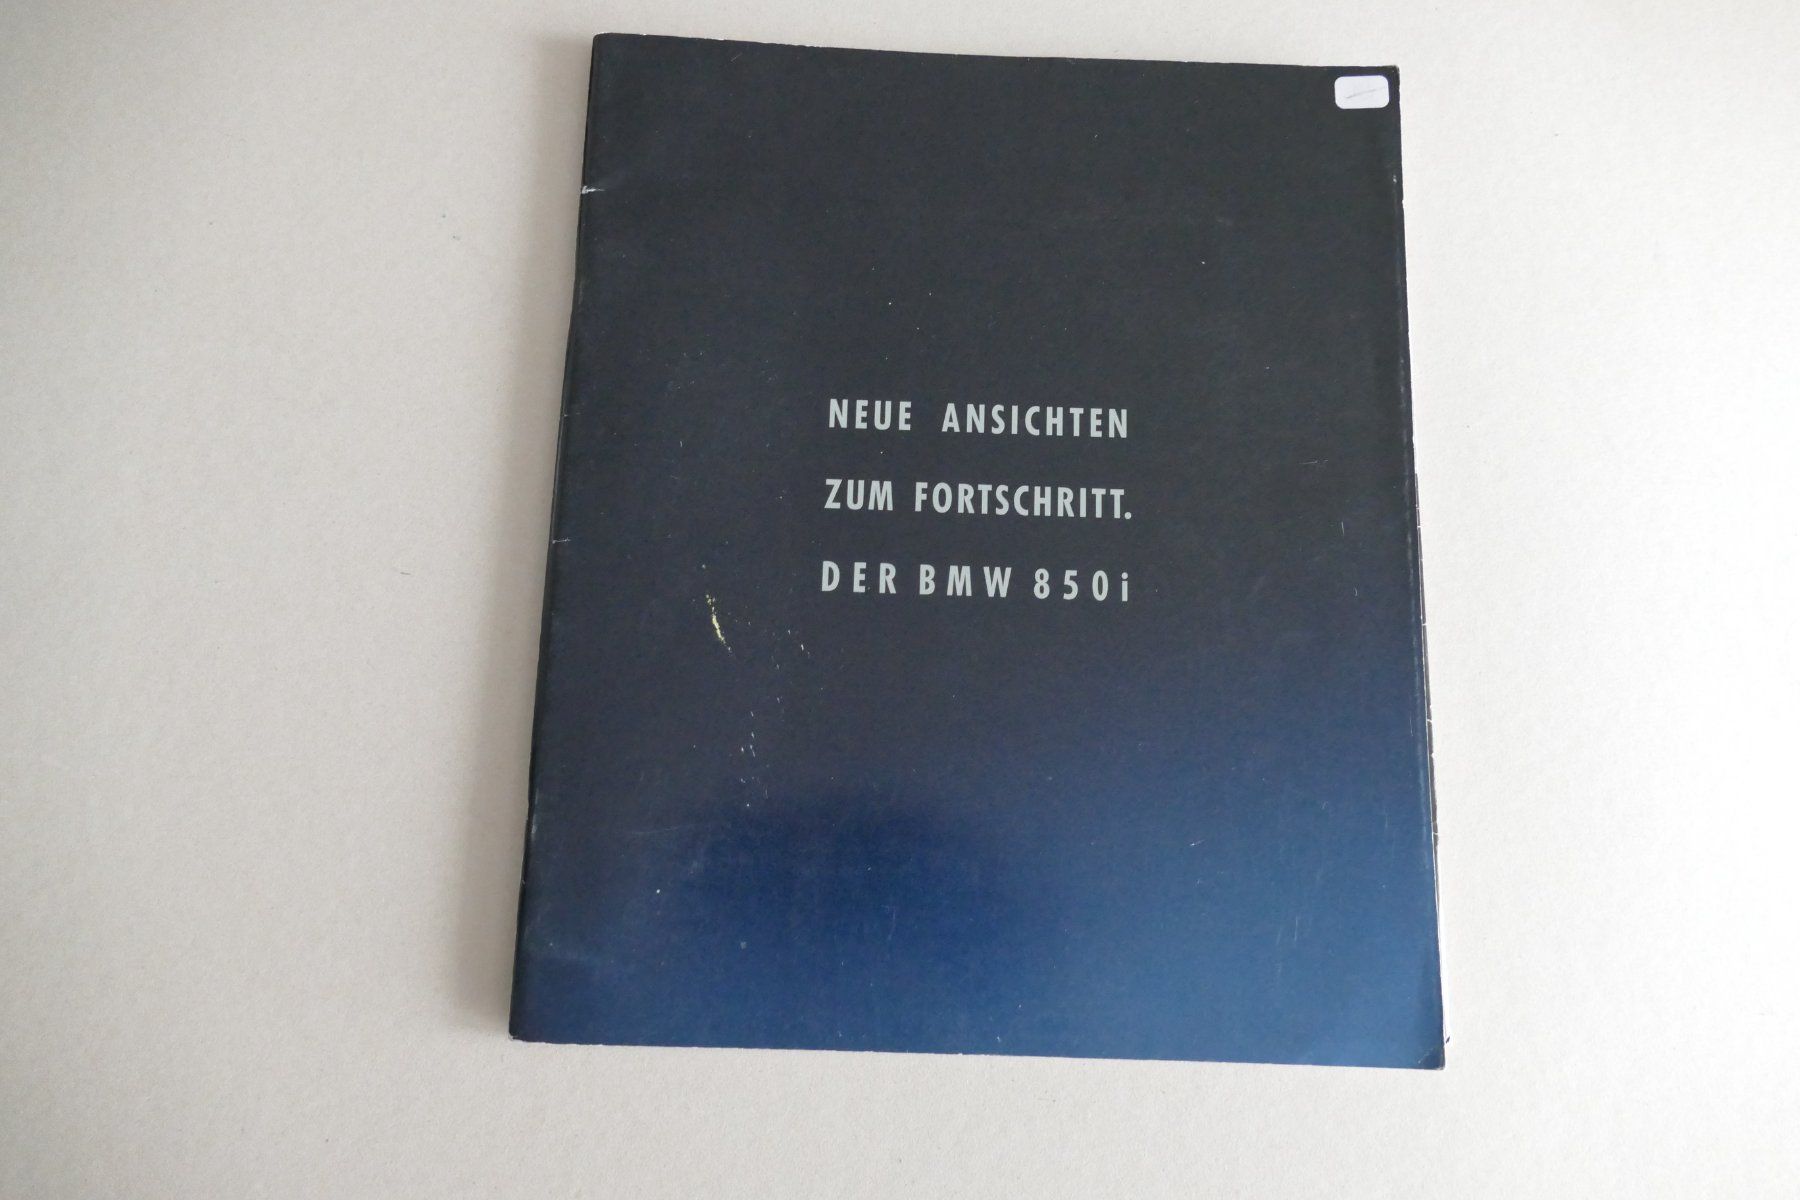 NEUE ANSICHTEN
ZUM FORTSCHRITT.
DER BMW 850i